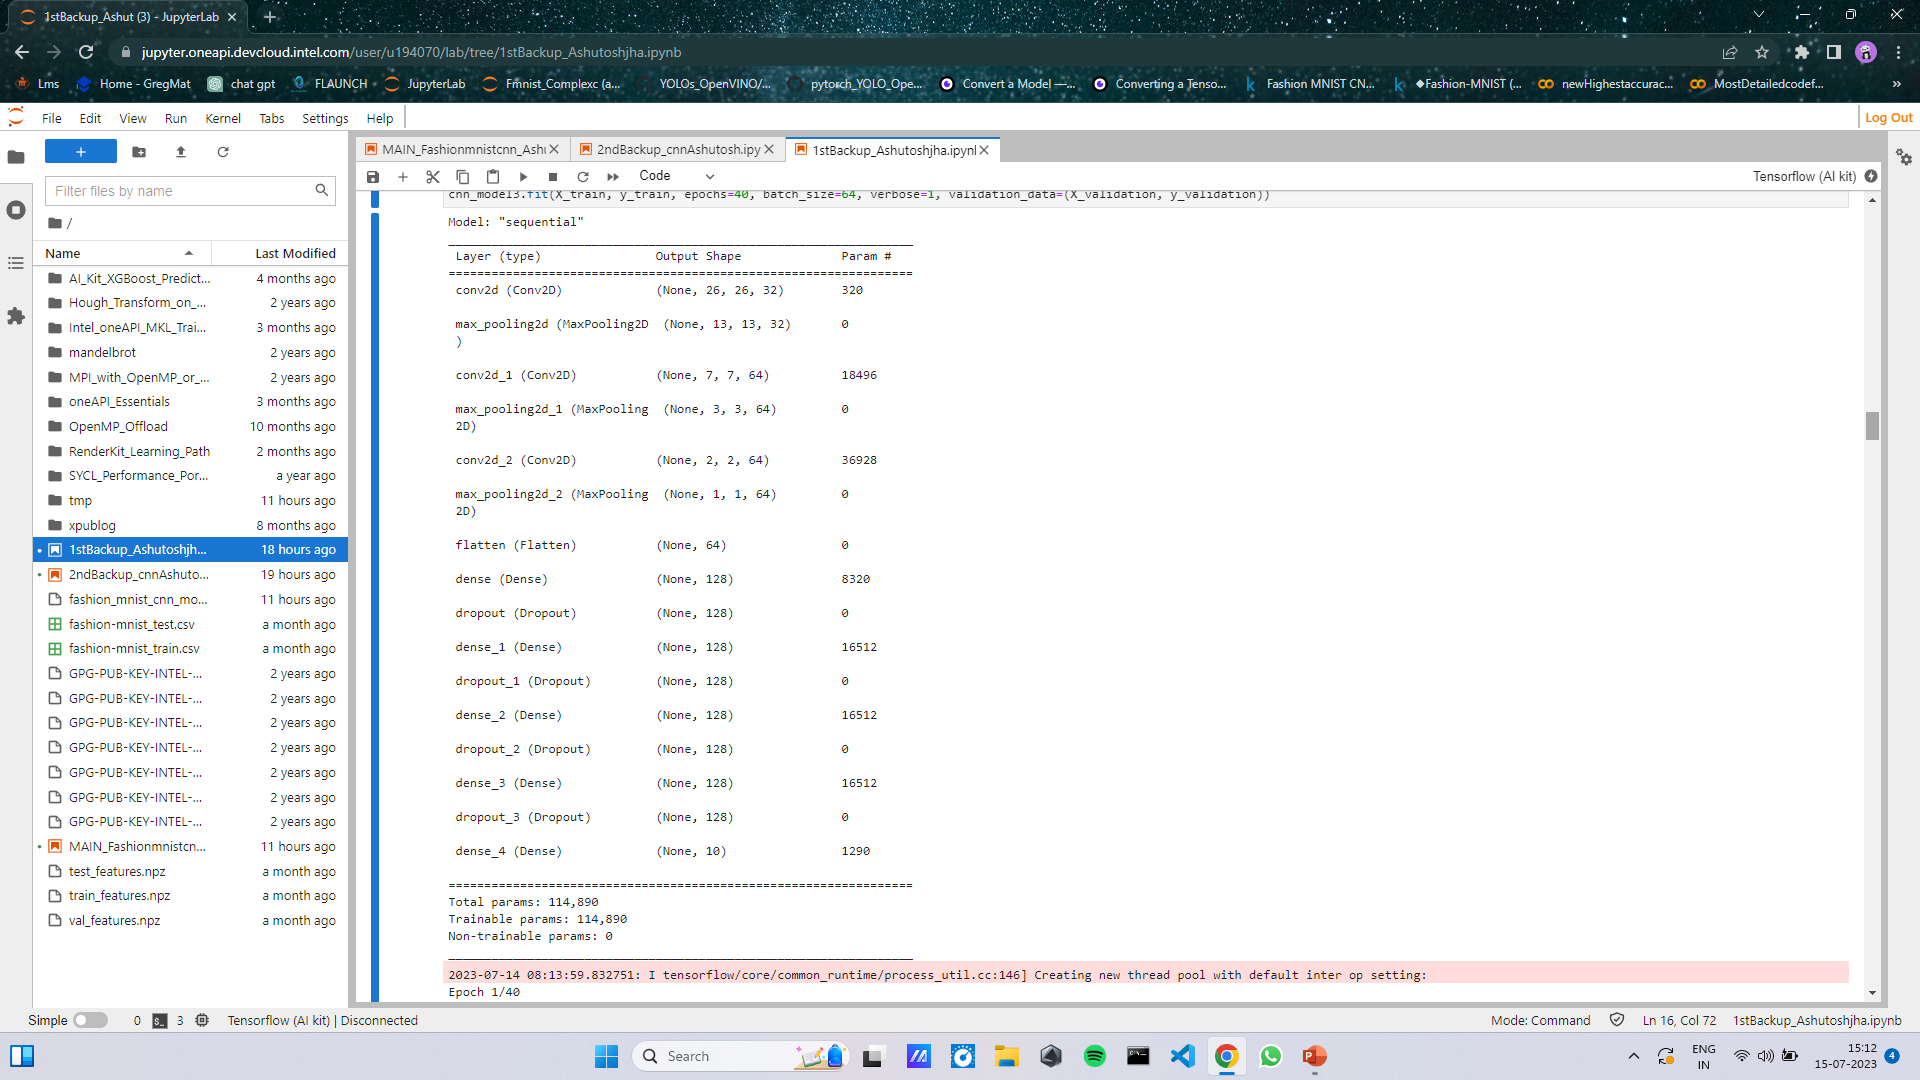 1stBackup_Ashut (3) - JupyterLab
jupyter.oneapi.devcloud.intel.com/user/u194070/lab/tree/1stBackup_Ashutoshjha.ipynb
Lms Home - GregMat chat gpt FLAUNCH JupyterLab Fmnist_Complexc (a... YOLOs_OpenVINO/... pytorch_YOLO_Ope... Convert a Model —... Converting a Tenso... Fashion MNIST CN... ◆Fashion-MNIST (... newHighestaccurac... MostDetailedcodef... »
File Edit View Run Kernel Tabs Settings Help Log Out
MAIN_Fashionmnistcnn_Ashu 2ndBackup_cnnAshutosh.ipy 1stBackup_Ashutoshjha.ipynl
Code Tensorflow (AI kit)
Filter files by name
/
Name Last Modified
AI_Kit_XGBoost_Predict... 4 months ago
Hough_Transform_on_... 2 years ago
Intel_oneAPI_MKL_Trai... 3 months ago
mandelbrot 2 years ago
MPI_with_OpenMP_or_... 2 years ago
oneAPI_Essentials 3 months ago
OpenMP_Offload 10 months ago
RenderKit_Learning_Path 2 months ago
SYCL_Performance_Por... a year ago
tmp 11 hours ago
xpublog 8 months ago
1stBackup_Ashutoshjh... 18 hours ago
2ndBackup_cnnAshuto... 19 hours ago
fashion_mnist_cnn_mo... 11 hours ago
fashion-mnist_test.csv a month ago
fashion-mnist_train.csv a month ago
GPG-PUB-KEY-INTEL-... 2 years ago
GPG-PUB-KEY-INTEL-... 2 years ago
GPG-PUB-KEY-INTEL-... 2 years ago
GPG-PUB-KEY-INTEL-... 2 years ago
GPG-PUB-KEY-INTEL-... 2 years ago
GPG-PUB-KEY-INTEL-... 2 years ago
GPG-PUB-KEY-INTEL-... 2 years ago
MAIN_Fashionmnistcn... 11 hours ago
test_features.npz a month ago
train_features.npz a month ago
val_features.npz a month ago
cnn_model3.fit(X_train, y_train, epochs=40, batch_size=64, verbose=1, validation_data=(X_validation, y_validation))
Model: "sequential"
_________________________________________________________________
Layer (type) Output Shape Param #
=================================================================
conv2d (Conv2D) (None, 26, 26, 32) 320
max_pooling2d (MaxPooling2D (None, 13, 13, 32) 0
)
conv2d_1 (Conv2D) (None, 7, 7, 64) 18496
max_pooling2d_1 (MaxPooling (None, 3, 3, 64) 0
2D)
conv2d_2 (Conv2D) (None, 2, 2, 64) 36928
max_pooling2d_2 (MaxPooling (None, 1, 1, 64) 0
2D)
flatten (Flatten) (None, 64) 0
dense (Dense) (None, 128) 8320
dropout (Dropout) (None, 128) 0
dense_1 (Dense) (None, 128) 16512
dropout_1 (Dropout) (None, 128) 0
dense_2 (Dense) (None, 128) 16512
dropout_2 (Dropout) (None, 128) 0
dense_3 (Dense) (None, 128) 16512
dropout_3 (Dropout) (None, 128) 0
dense_4 (Dense) (None, 10) 1290
=================================================================
Total params: 114,890
Trainable params: 114,890
Non-trainable params: 0
_________________________________________________________________
2023-07-14 08:13:59.832751: I tensorflow/core/common_runtime/process_util.cc:146] Creating new thread pool with default inter op setting:
Epoch 1/40
Simple 0 3 Tensorflow (AI kit) | Disconnected Mode: Command Ln 16, Col 72 1stBackup_Ashutoshjha.ipynb
Search ENG 15:12
IN 15-07-2023 4